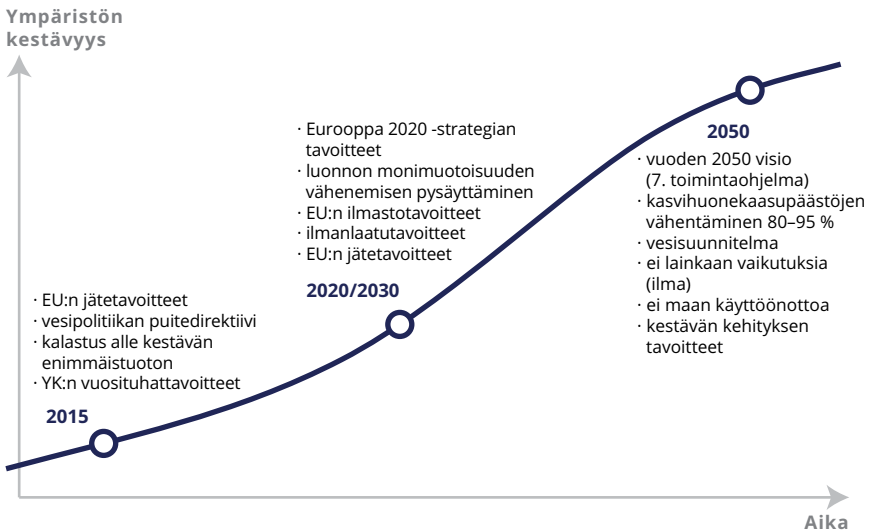 Ympäristön
kestävyys
· Eurooppa 2020 -strategian
tavoitteet
· luonnon monimuotoisuuden
vähenemisen pysäyttäminen
· EU:n ilmastotavoitteet
· ilmanlaatutavoitteet
· EU:n jätetavoitteet
2020/2030
· EU:n jätetavoitteet
· vesipolitiikan puitedirektiivi
· kalastus alle kestävän
enimmäistuoton
· YK:n vuosituhattavoitteet
2015
2050
· vuoden 2050 visio
(7. toimintaohjelma)
· kasvihuonekaasupäästöjen
vähentäminen 80–95 %
· vesisuunnitelma
· ei lainkaan vaikutuksia
(ilma)
· ei maan käyttöönottoa
· kestävän kehityksen
tavoitteet
Aika